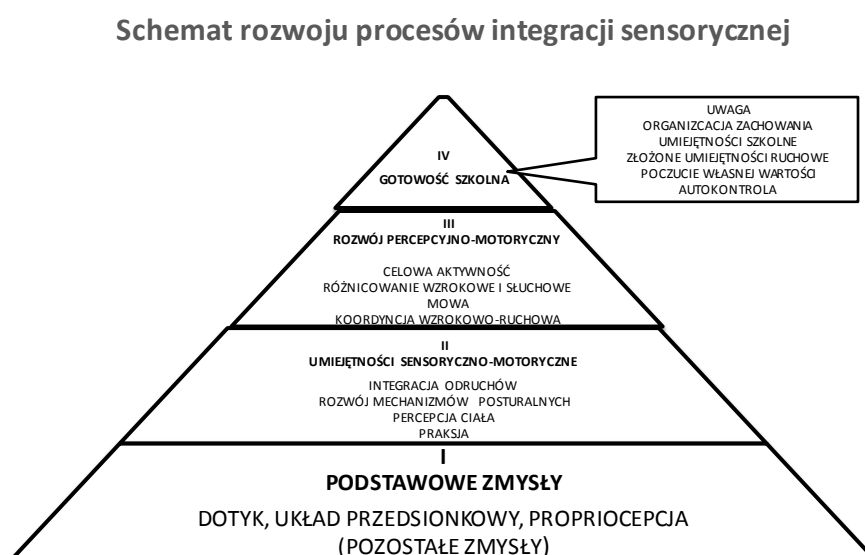 Schemat rozwoju procesów integracji sensorycznej
UWAGA
ORGANIZCACJA ZACHOWANIA
UMIEJĘTNOŚCI SZKOLNE
ZŁOŻONE UMIEJĘTNOŚCI RUCHOWE
POCZUCIE WŁASNEJ WARTOŚCI
AUTOKONTROLA
IV
GOTOWOŚĆ SZKOLNA
III
ROZWÓJ PERCEPCYJNO-MOTORYCZNY
CELOWA AKTYWNOŚĆ
RÓŻNICOWANIE WZROKOWE I SŁUCHOWE
MOWA
KOORDYNCJA WZROKOWO-RUCHOWA
II
UMIEJĘTNOŚCI SENSORYCZNO-MOTORYCZNE
INTEGRACJA ODRUCHÓW
ROZWÓJ MECHANIZMÓW POSTURALNYCH
PERCEPCJA CIAŁA
PRAKSJA
I
PODSTAWOWE ZMYSŁY
DOTYK, UKŁAD PRZEDSIONKOWY, PROPRIOCEPCJA
(POZOSTAŁE ZMYSŁY)